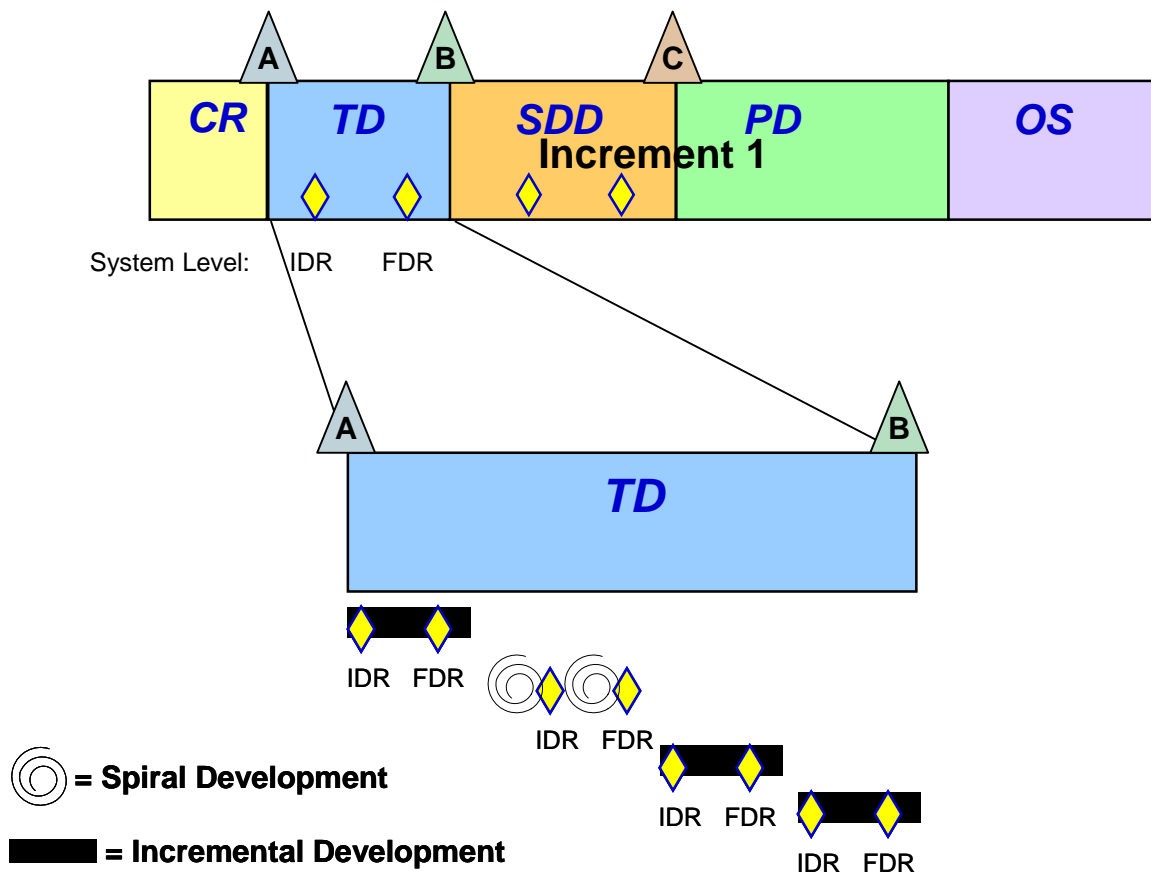 A B C
CR TD SDD PD OS
Increment 1
System Level: IDR FDR
A B
TD
IDR FDR
IDR FDR
= Spiral Development
IDR FDR
= Incremental Development
IDR FDR